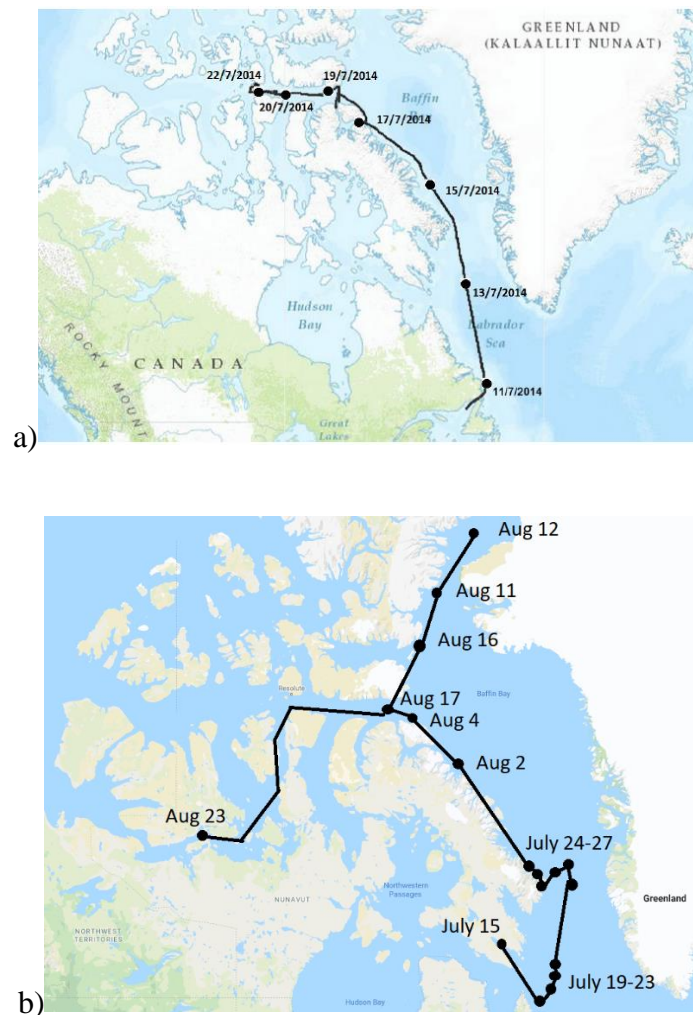 GREENLAND
(KALAALLIT NUNAAT)
22/7/2014
19/7/2014
20/7/2014
Baffin
17/7/2014
15/7/2014
13/7/2014
Hudson
Bay
Labrador
Sea
ROCKY MOUNT
CANADA
11/7/2014
Great
Lakes
a)
Aug 12
Aug 11
Aug 16
Resolute
Aug 17
Baffin Bay
Aug 4
Aug 2
Aug 23
July 24-27
Northwestern
Passages
NUNAVUT
Greenland
July 15
NORTHWEST
TERRITORIES
July 19-23
Hudson Bay
b)